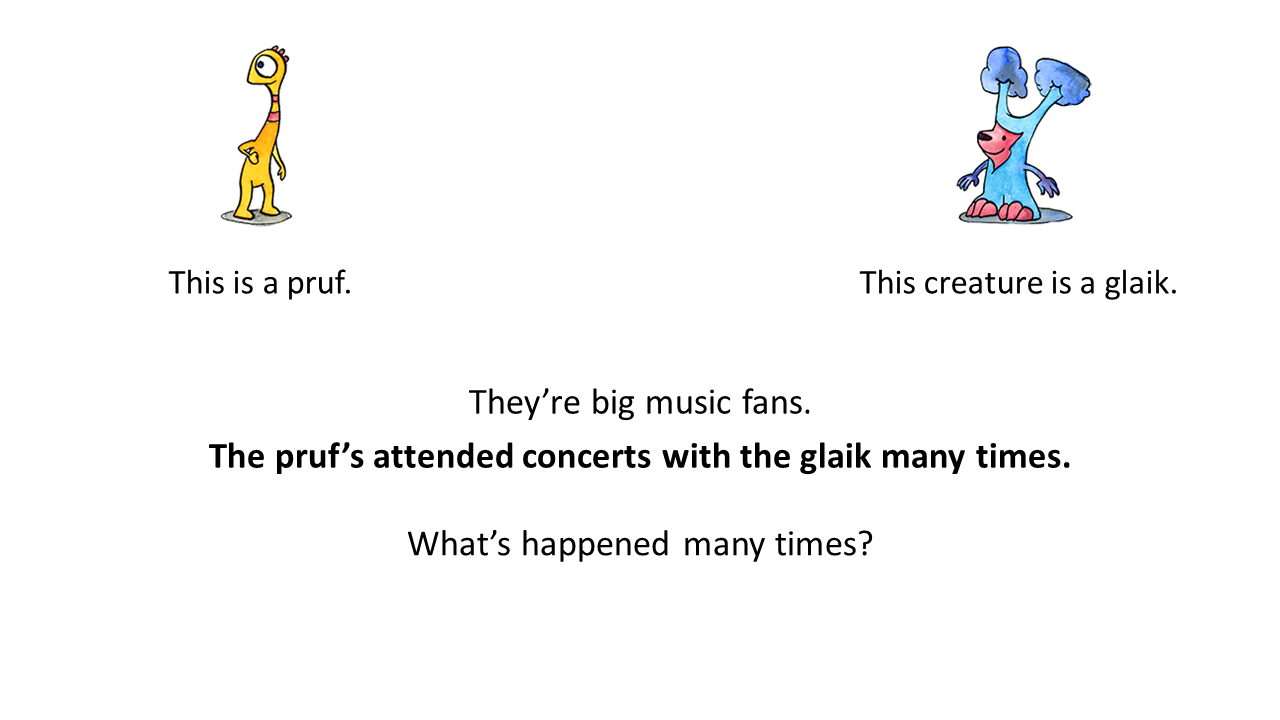 This is a pruf.
This creature is a glaik.
They’re big music fans.
The pruf’s attended concerts with the glaik many times.
What’s happened many times?